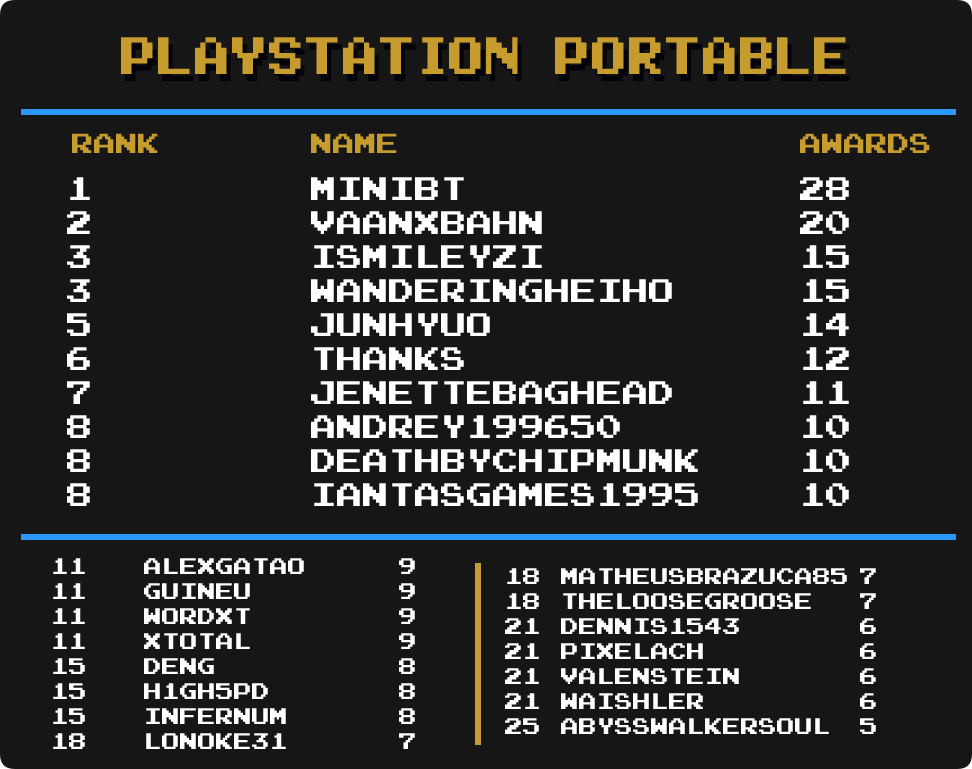 PLAYSTATION PORTABLE
RANK NAME AWARDS
1 MINIBT 28
2 VAANXBAHN 20
3 ISMILEYZI 15
3 WANDERINGHEIHO 15
5 JUNHYUO 14
6 THANKS 12
7 JENETTEBAGHEAD 11
8 ANDREY199650 10
8 DEATHBYCHIPMUNK 10
8 IANTASGAMES1995 10
11 ALEXGATAO 9
11 GUINEU 9
11 WORDXT 9
11 XTOTAL 9
15 DENG 8
15 H1GH5PD 8
15 INFERNUM 8
18 LONOKE31 7
18 MATHEUSBRAZUCA85 7
18 THELOOSEGROOSE 7
21 DENNIS1543 6
21 PIXELACH 6
21 VALENSTEIN 6
21 WAISHLER 6
25 ABYSSWALKERSOUL 5